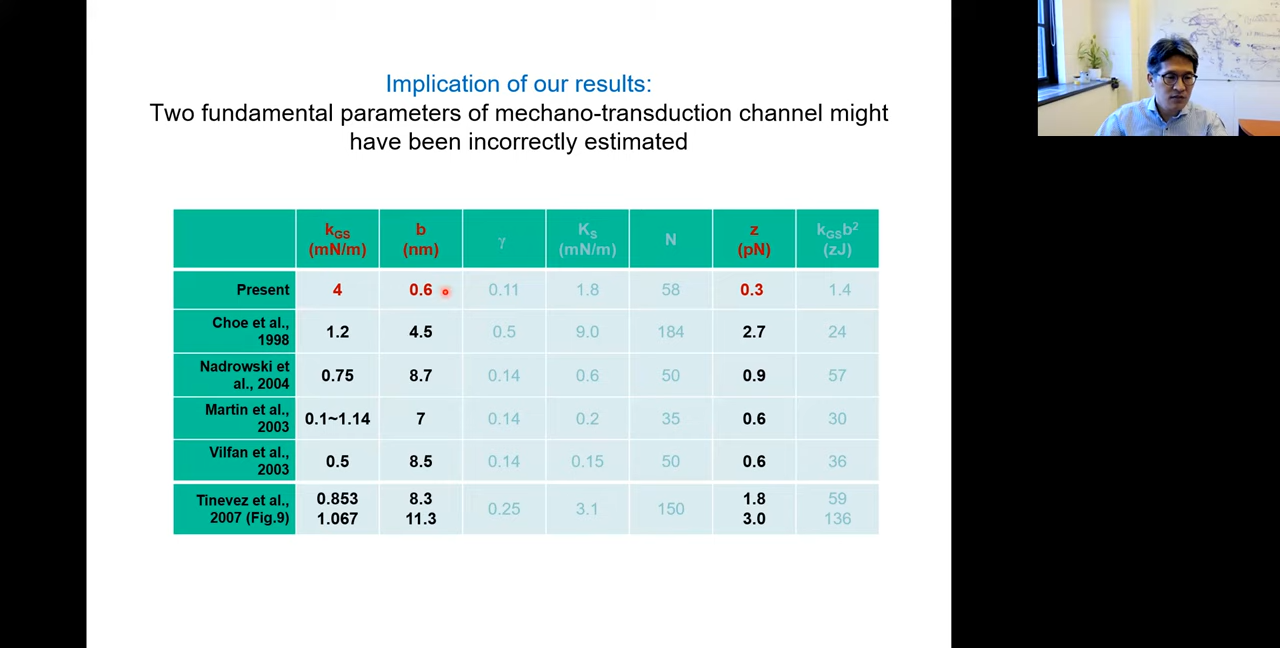 Implication of our results:
Two fundamental parameters of mechano-transduction channel might
have been incorrectly estimated
kGS (mN/m) b (nm) γ KS (mN/m) N z (pN) kGSb² (zJ)
Present 4 0.6 0.11 1.8 58 0.3 1.4
Choe et al., 1998 1.2 4.5 0.5 9.0 184 2.7 24
Nadrowski et al., 2004 0.75 8.7 0.14 0.6 50 0.9 57
Martin et al., 2003 0.1~1.14 7 0.14 0.2 35 0.6 30
Vilfan et al., 2003 0.5 8.5 0.14 0.15 50 0.6 36
Tinevez et al., 2007 (Fig.9) 0.853 1.067 8.3 11.3 0.25 3.1 150 1.8 3.0 59 136